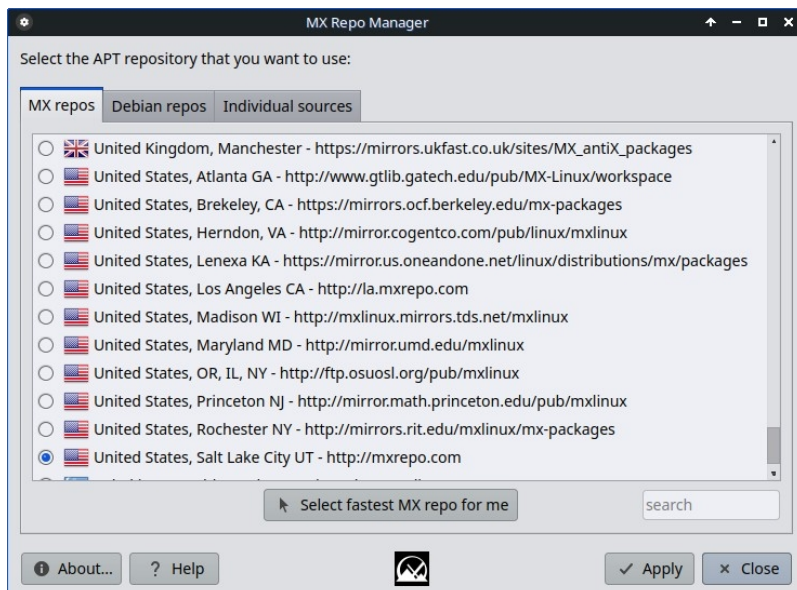 MX Repo Manager
Select the APT repository that you want to use:
MX repos Debian repos Individual sources
United Kingdom, Manchester - https://mirrors.ukfast.co.uk/sites/MX_antiX_packages
United States, Atlanta GA - http://www.gtlib.gatech.edu/pub/MX-Linux/workspace
United States, Brekeley, CA - https://mirrors.ocf.berkeley.edu/mx-packages
United States, Herndon, VA - http://mirror.cogentco.com/pub/linux/mxlinux
United States, Lenexa KA - https://mirror.us.oneandone.net/linux/distributions/mx/packages
United States, Los Angeles CA - http://la.mxrepo.com
United States, Madison WI - http://mxlinux.mirrors.tds.net/mxlinux
United States, Maryland MD - http://mirror.umd.edu/mxlinux
United States, OR, IL, NY - http://ftp.osuosl.org/pub/mxlinux
United States, Princeton NJ - http://mirror.math.princeton.edu/pub/mxlinux
United States, Rochester NY - http://mirrors.rit.edu/mxlinux/mx-packages
United States, Salt Lake City UT - http://mxrepo.com
Select fastest MX repo for me search
About... ? Help Apply Close